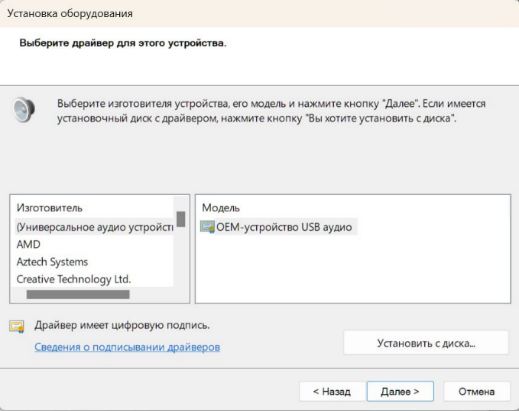 Установка оборудования
Выберите драйвер для этого устройства.
Выберите изготовителя устройства, его модель и нажмите кнопку "Далее". Если имеется
установочный диск с драйвером, нажмите кнопку "Вы хотите установить с диска".
Изготовитель
(Универсальное аудио устройств
AMD
Aztech Systems
Creative Technology Ltd.
Модель
OEM-устройство USB аудио
Драйвер имеет цифровую подпись.
Сведения о подписывании драйверов
Установить с диска...
< Назад
Далее >
Отмена